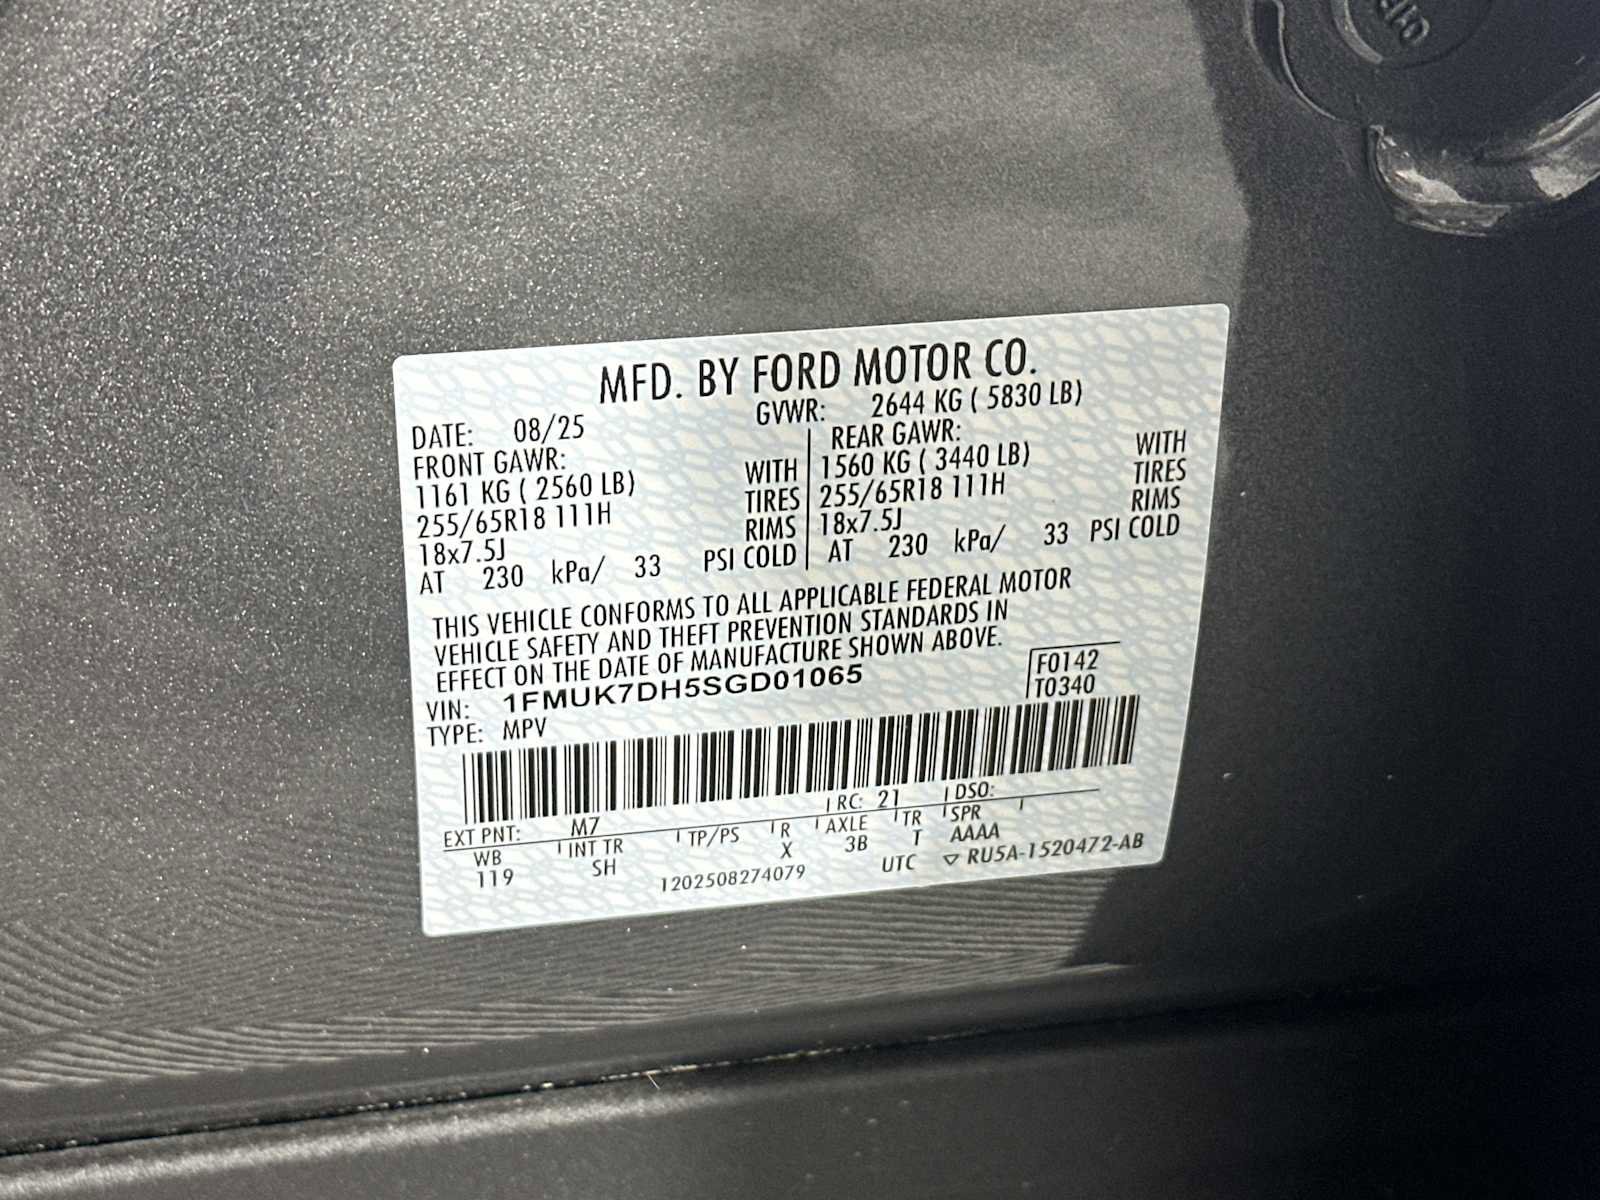 MFD. BY FORD MOTOR CO.
DATE: 08/25 GVWR: 2644 KG ( 5830 LB)
FRONT GAWR: REAR GAWR:
1161 KG ( 2560 LB) WITH 1560 KG ( 3440 LB) WITH
255/65R18 111H TIRES 255/65R18 111H TIRES
18x7.5J RIMS 18x7.5J RIMS
AT 230 kPa/ 33 PSI COLD AT 230 kPa/ 33 PSI COLD
THIS VEHICLE CONFORMS TO ALL APPLICABLE FEDERAL MOTOR
VEHICLE SAFETY AND THEFT PREVENTION STANDARDS IN
EFFECT ON THE DATE OF MANUFACTURE SHOWN ABOVE.
VIN: 1FMUK7DH5SGD01065 F0142
TYPE: MPV T0340
EXT PNT: M7 RC: 21 DSO:
WB INT TR TP/PS R AXLE TR SPR
119 SH X 3B T AAAA
1202508274079 UTC ▽ RU5A-1520472-AB